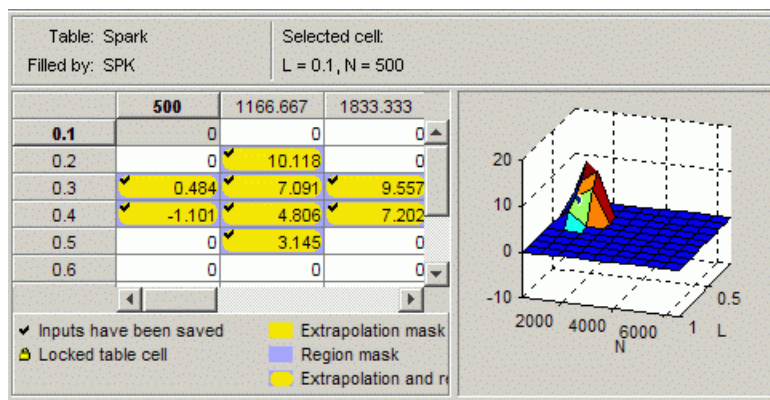 Table: Spark
Filled by: SPK
Selected cell:
L = 0.1, N = 500
500 1166.667 1833.333
0.1 0 0 0
0.2 0 10.118 0
0.3 0.484 7.091 9.557
0.4 -1.101 4.806 7.202
0.5 0 3.145 0
0.6 0 0 0
Inputs have been saved
Locked table cell
Extrapolation mask
Region mask
Extrapolation and re
20
10
0
-10
2000 4000 6000
N
1 0.5
L